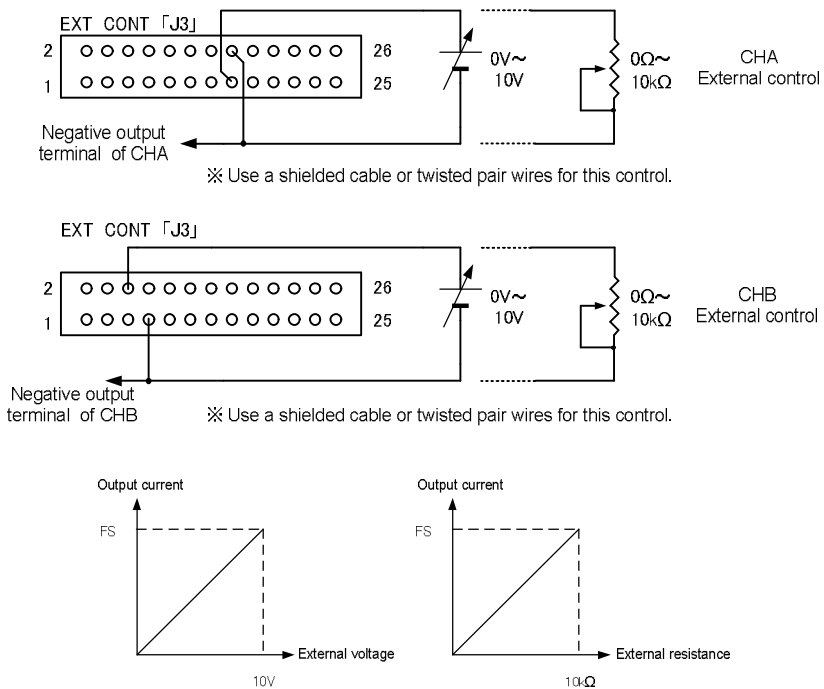 EXT CONT「J3」
2
26
1
25
0V～
10V
0Ω～
10kΩ
CHA
External control
Negative output
terminal of CHA
※ Use a shielded cable or twisted pair wires for this control.
EXT CONT「J3」
2
26
1
25
0V～
10V
0Ω～
10kΩ
CHB
External control
Negative output
terminal of CHB
※ Use a shielded cable or twisted pair wires for this control.
Output current
FS
External voltage
10V
Output current
FS
External resistance
10kΩ